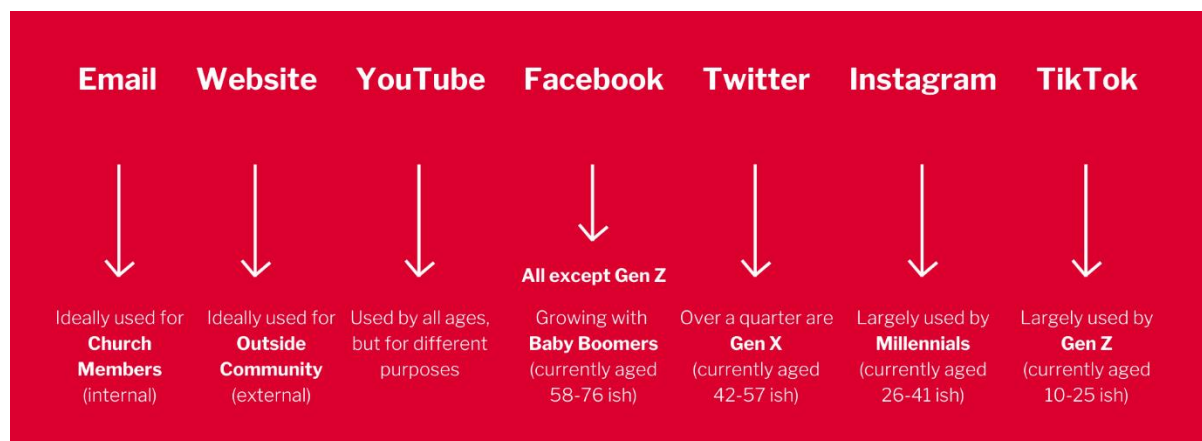 Email
Website
YouTube
Facebook
Twitter
Instagram
TikTok
Ideally used for
Church
Members
(internal)
Ideally used for
Outside
Community
(external)
Used by all ages,
but for different
purposes
All except Gen Z
Growing with
Baby Boomers
(currently aged
58-76 ish)
Over a quarter are
Gen X
(currently aged
42-57 ish)
Largely used by
Millennials
(currently aged
26-41 ish)
Largely used by
Gen Z
(currently aged
10-25 ish)